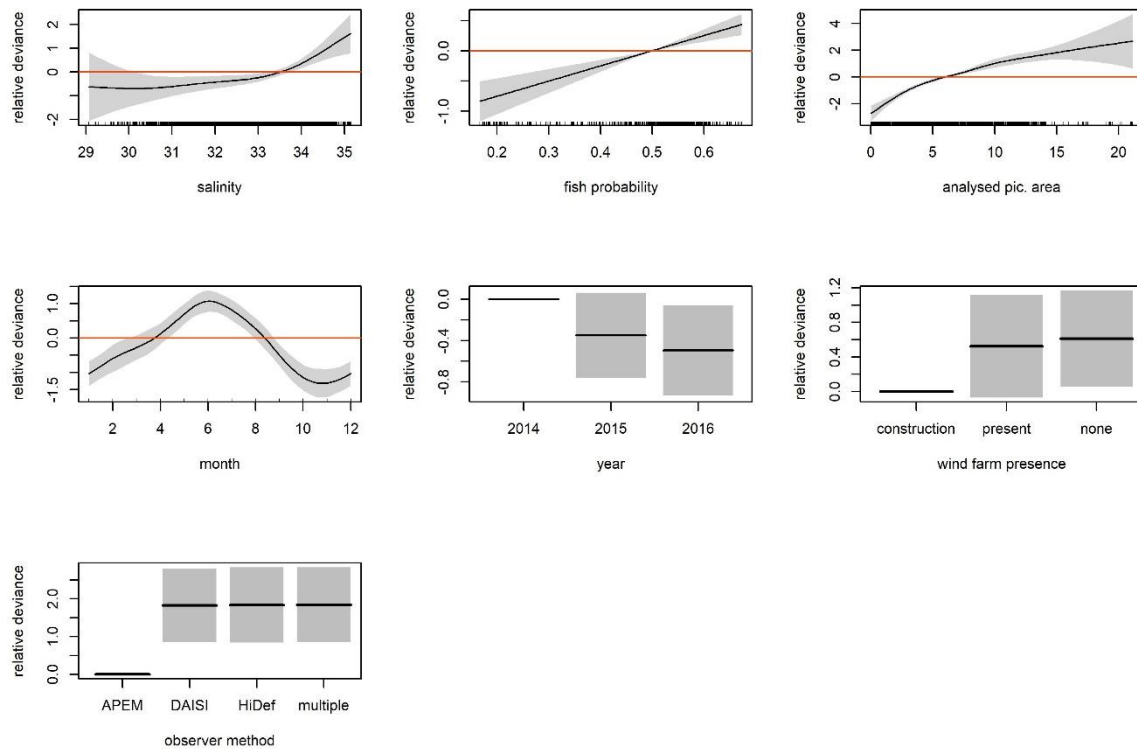 relative deviance
-2 0 1 2
29 30 31 32 33 34 35
salinity
relative deviance
-1.0 0.0
0.2 0.3 0.4 0.5 0.6
fish probability
relative deviance
-2 0 2 4
0 5 10 15 20
analysed pic. area
relative deviance
-1.5 0.0 1.0
2 4 6 8 10 12
month
relative deviance
-0.8 -0.4 0.0
2014 2015 2016
year
relative deviance
0.0 0.4 0.8 1.2
construction present none
wind farm presence
relative deviance
0.0 1.0 2.0
APEM DAISI HiDef multiple
observer method